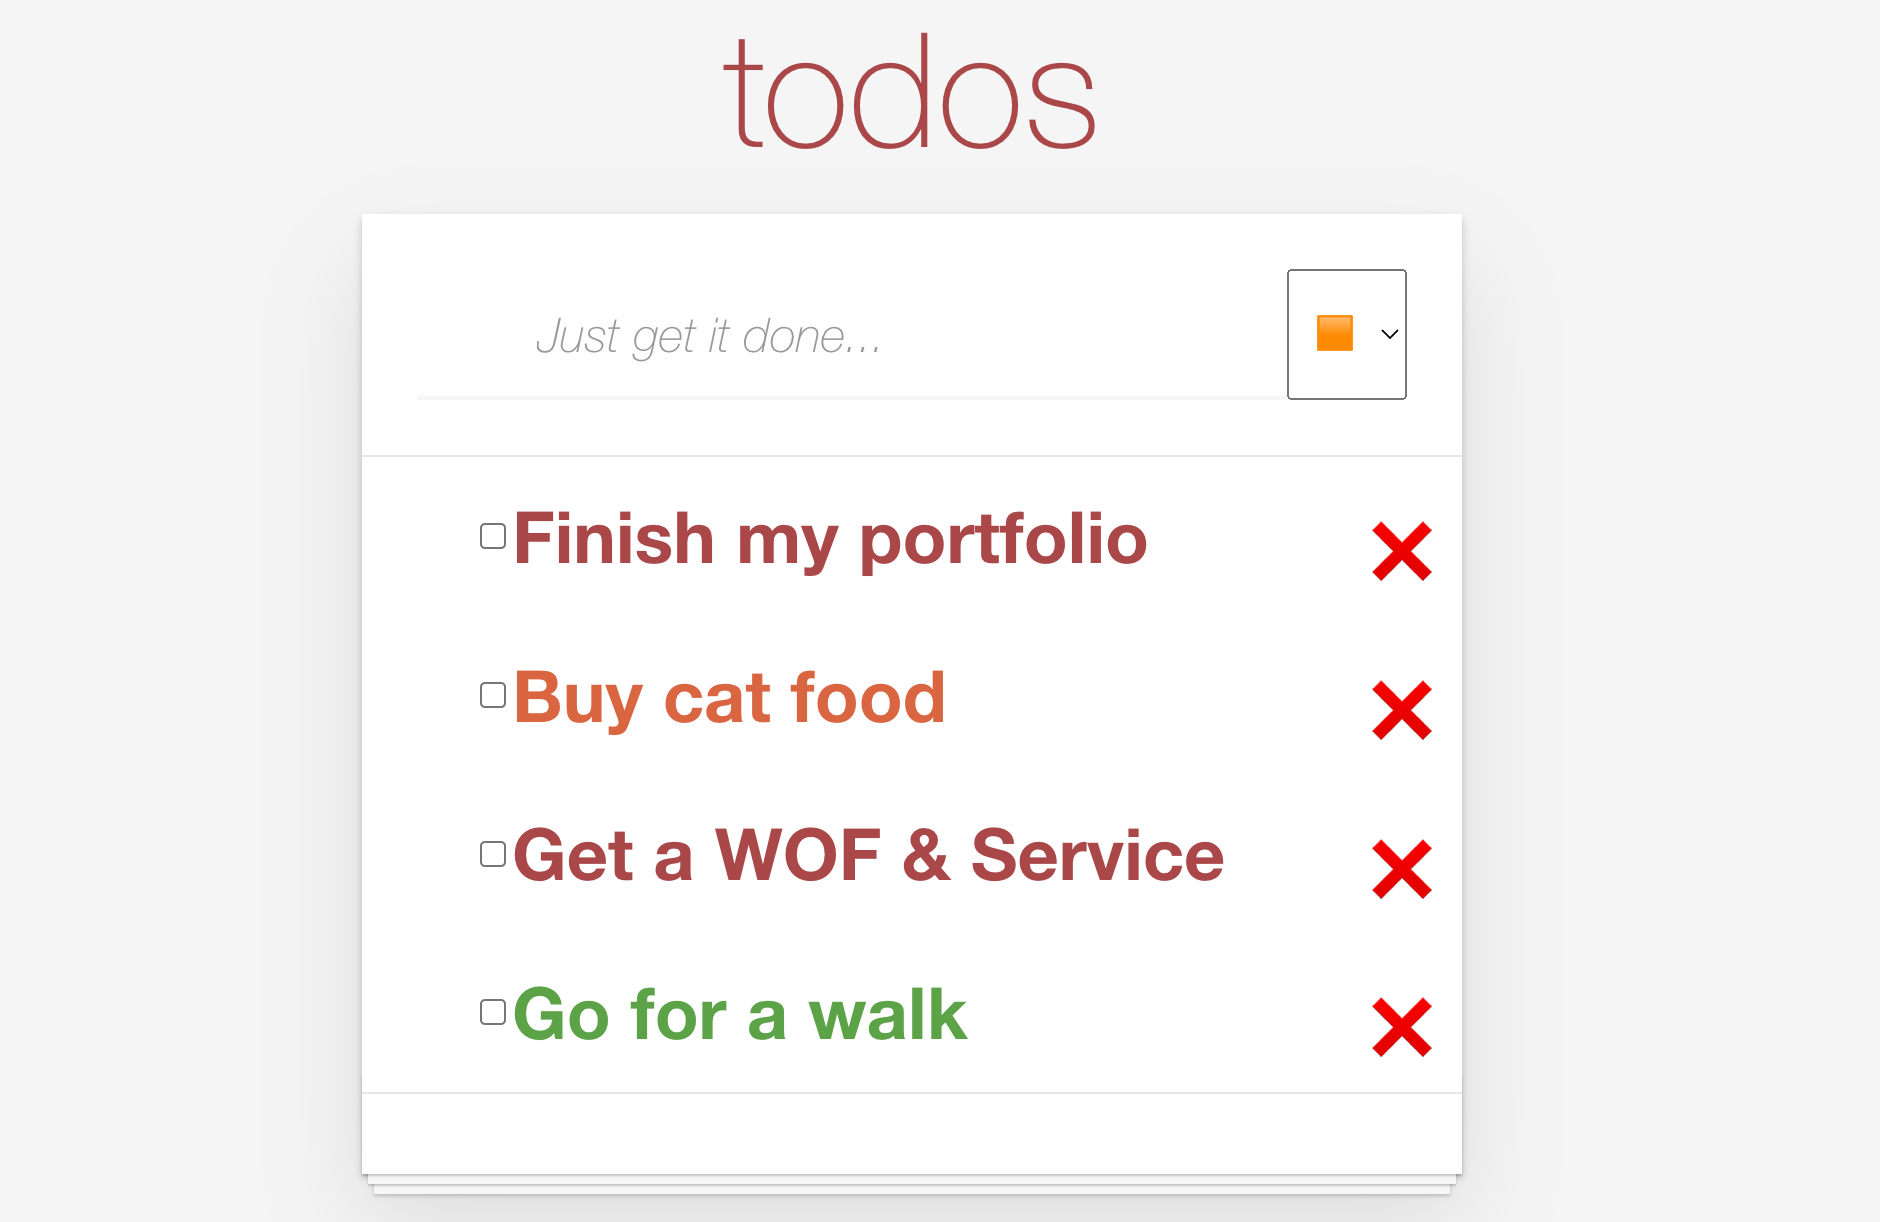 todos
Just get it done...
Finish my portfolio
Buy cat food
Get a WOF & Service
Go for a walk